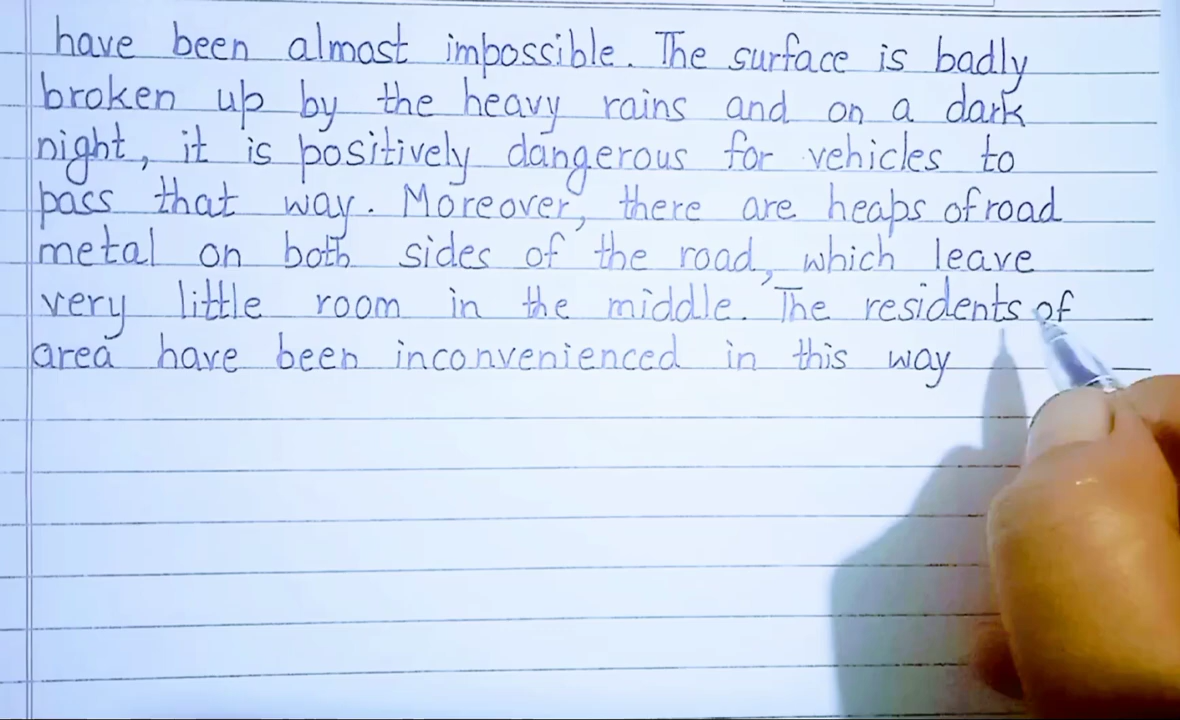 have been almost impossible. The surface is badly
broken up by the heavy rains and on a dark
night, it is positively dangerous for vehicles to
pass that way. Moreover, there are heaps of road
metal on both sides of the road, which leave
very little room in the middle. The residents of
area have been inconvenienced in this way